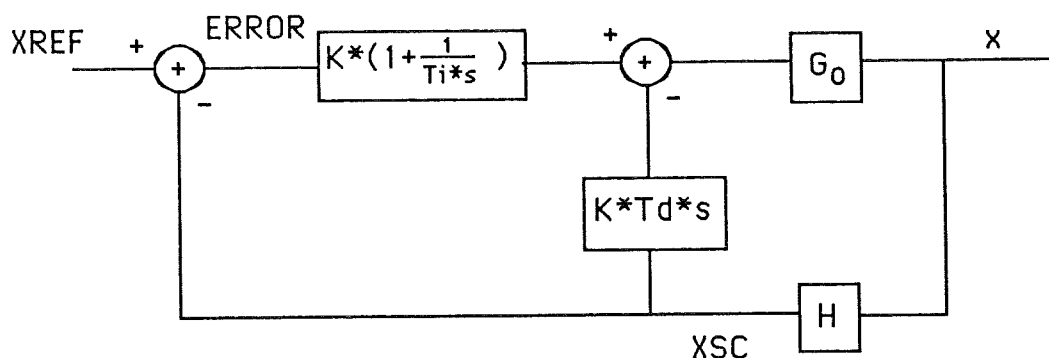 XREF
+
+
-
ERROR
K*(1+ 1/Ti*s )
+
+
-
G0
x
K*Td*s
H
XSC